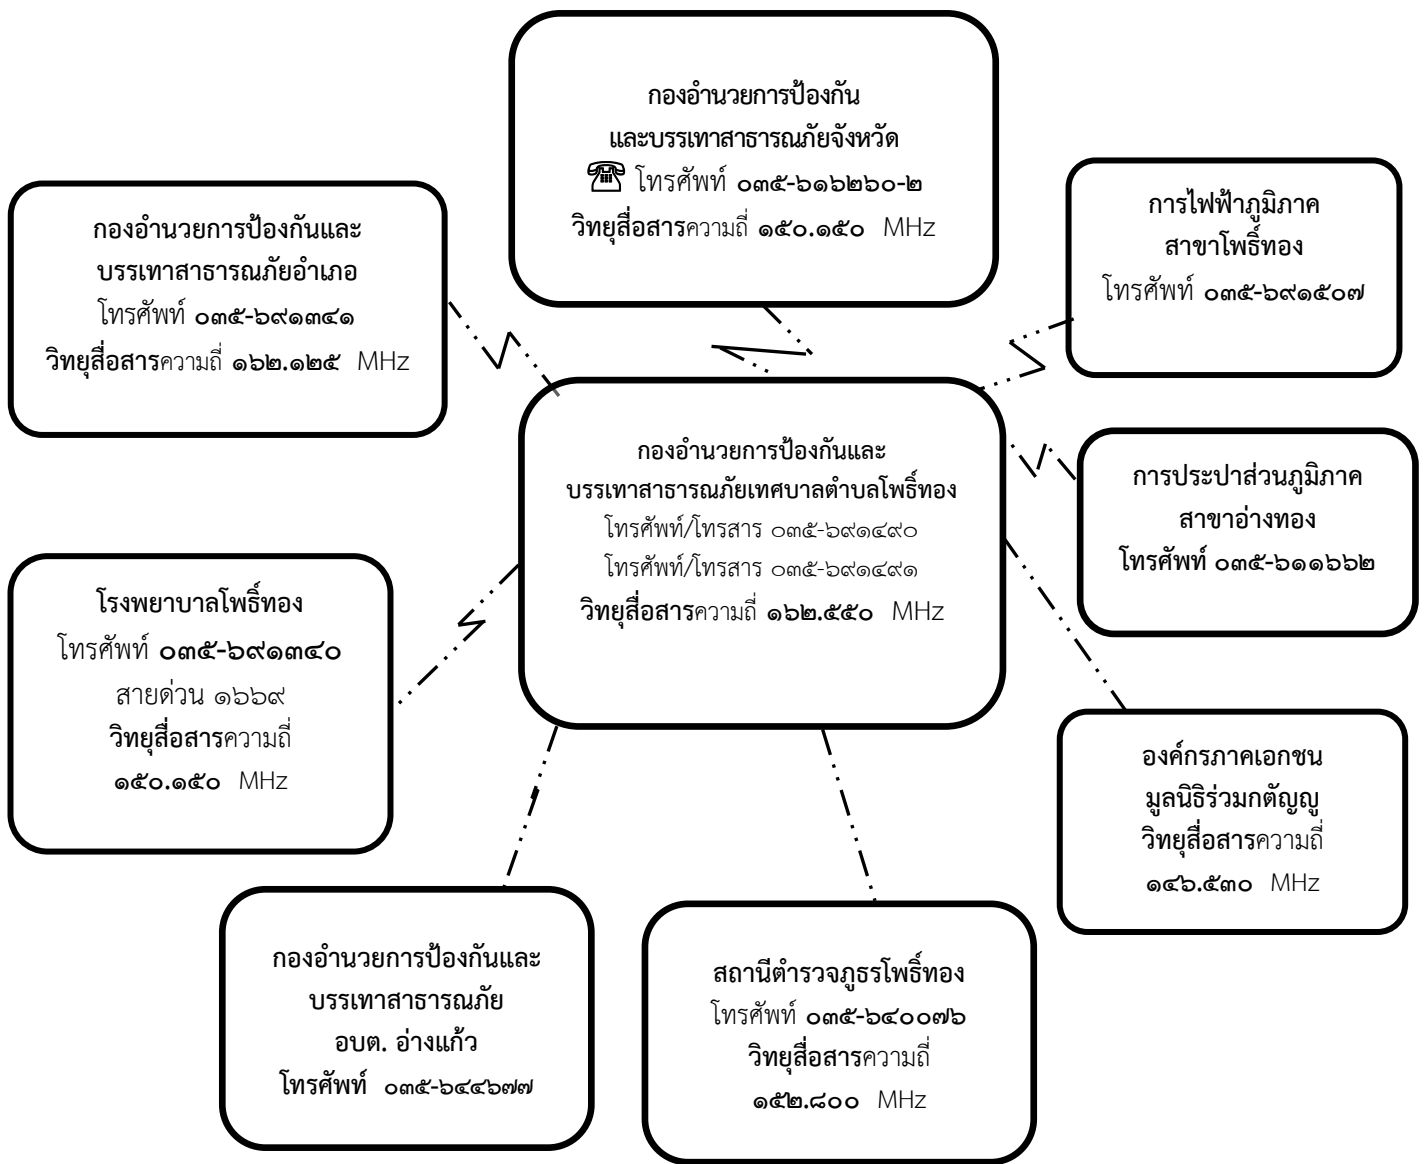 กองอำนวยการป้องกัน
และบรรเทาสาธารณภัยจังหวัด
โทรศัพท์ ๐๓๕-๖๑๖๒๖๐-๒
วิทยุสื่อสารความถี่ ๑๕๐.๑๕๐ MHz
กองอำนวยการป้องกันและ
บรรเทาสาธารณภัยอำเภอ
โทรศัพท์ ๐๓๕-๖๙๑๓๔๑
วิทยุสื่อสารความถี่ ๑๖๒.๑๒๕ MHz
การไฟฟ้าภูมิภาค
สาขาโพธิ์ทอง
โทรศัพท์ ๐๓๕-๖๙๑๕๐๗
กองอำนวยการป้องกันและ
บรรเทาสาธารณภัยเทศบาลตำบลโพธิ์ทอง
โทรศัพท์/โทรสาร ๐๓๕-๖๙๑๔๙๐
โทรศัพท์/โทรสาร ๐๓๕-๖๙๑๔๙๑
วิทยุสื่อสารความถี่ ๑๖๒.๕๕๐ MHz
การประปาส่วนภูมิภาค
สาขาอ่างทอง
โทรศัพท์ ๐๓๕-๖๑๑๖๖๒
โรงพยาบาลโพธิ์ทอง
โทรศัพท์ ๐๓๕-๖๙๑๓๔๐
สายด่วน ๑๖๖๙
วิทยุสื่อสารความถี่
๑๕๐.๑๕๐ MHz
องค์กรภาคเอกชน
มูลนิธิร่วมกตัญญู
วิทยุสื่อสารความถี่
๑๔๖.๕๓๐ MHz
กองอำนวยการป้องกันและ
บรรเทาสาธารณภัย
อบต. อ่างแก้ว
โทรศัพท์ ๐๓๕-๖๔๔๖๗๗
สถานีตำรวจภูธรโพธิ์ทอง
โทรศัพท์ ๐๓๕-๖๔๐๐๗๖
วิทยุสื่อสารความถี่
๑๕๒.๘๐๐ MHz